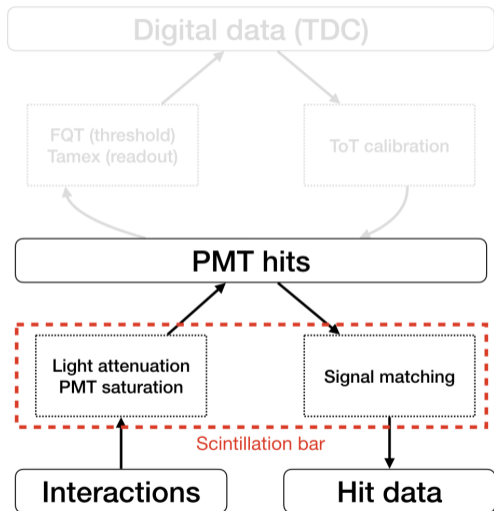 Digital data (TDC)
FQT (threshold)
Tamex (readout)
ToT calibration
PMT hits
Light attenuation
PMT saturation
Signal matching
Scintillation bar
Interactions
Hit data